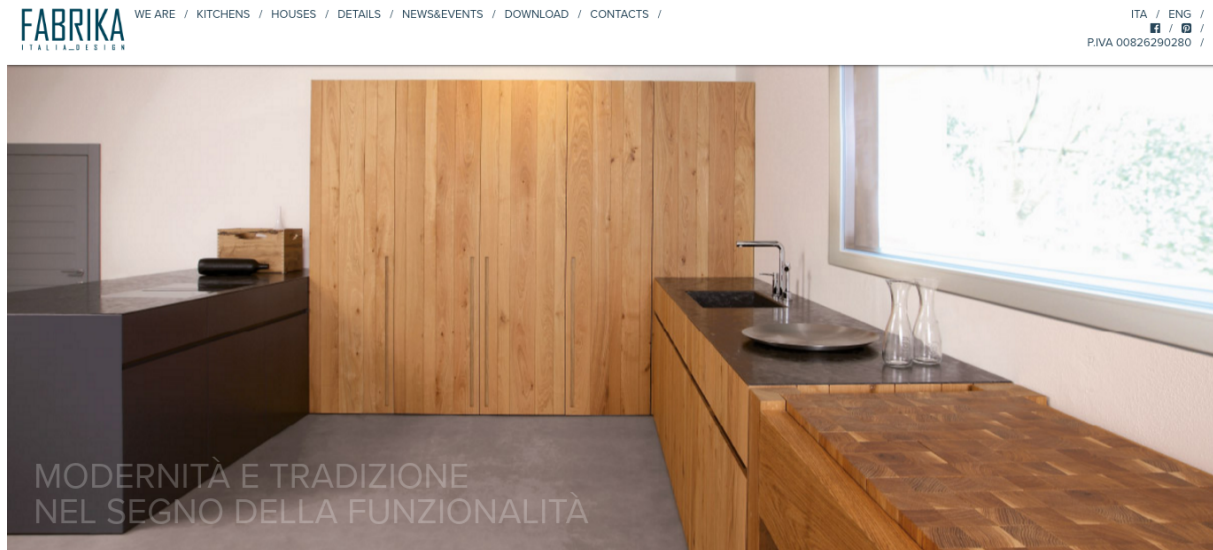 FABRIKA
ITALIA_DESIGN
WE ARE / KITCHENS / HOUSES / DETAILS / NEWS&EVENTS / DOWNLOAD / CONTACTS /
ITA / ENG /
/ /
P.IVA 00826290280 /
MODERNITÀ E TRADIZIONE
NEL SEGNO DELLA FUNZIONALITÀ